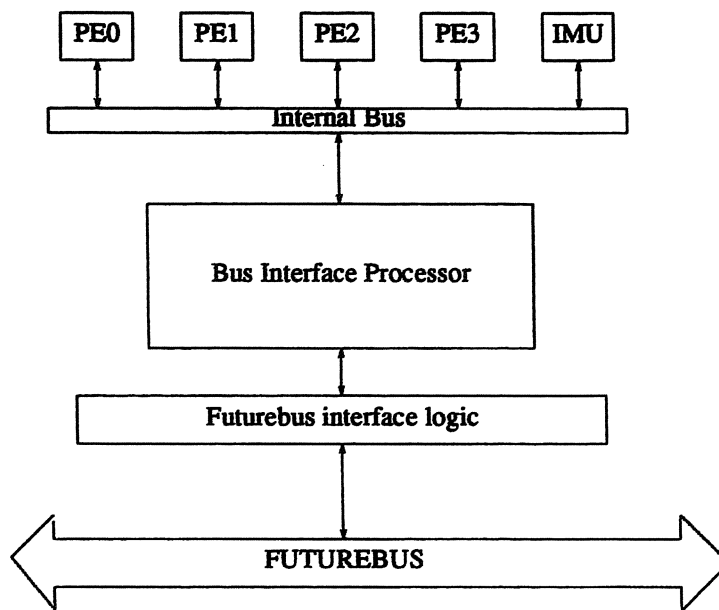 PE0 PE1 PE2 PE3 IMU
Internal Bus
Bus Interface Processor
Futurebus interface logic
FUTUREBUS